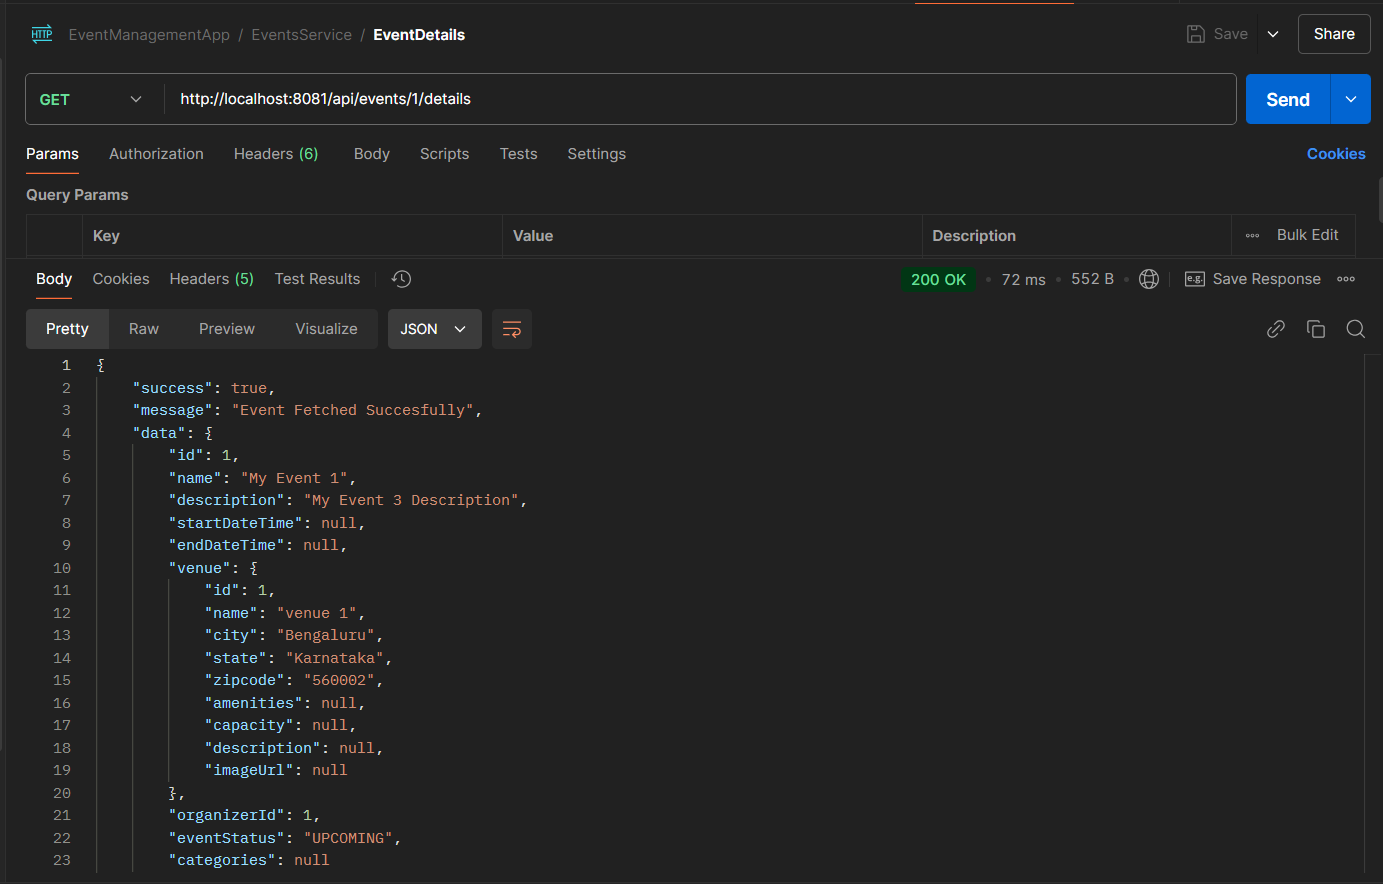 HTTP EventManagementApp / EventsService / EventDetails Save Share
GET http://localhost:8081/api/events/1/details Send
Params Authorization Headers (6) Body Scripts Tests Settings Cookies
Query Params
Key Value Description Bulk Edit
Body Cookies Headers (5) Test Results 200 OK 72 ms 552 B e.g. Save Response
Pretty Raw Preview Visualize JSON
1 {
2 "success": true,
3 "message": "Event Fetched Succesfully",
4 "data": {
5 "id": 1,
6 "name": "My Event 1",
7 "description": "My Event 3 Description",
8 "startDateTime": null,
9 "endDateTime": null,
10 "venue": {
11 "id": 1,
12 "name": "venue 1",
13 "city": "Bengaluru",
14 "state": "Karnataka",
15 "zipcode": "560002",
16 "amenities": null,
17 "capacity": null,
18 "description": null,
19 "imageUrl": null
20 },
21 "organizerId": 1,
22 "eventStatus": "UPCOMING",
23 "categories": null